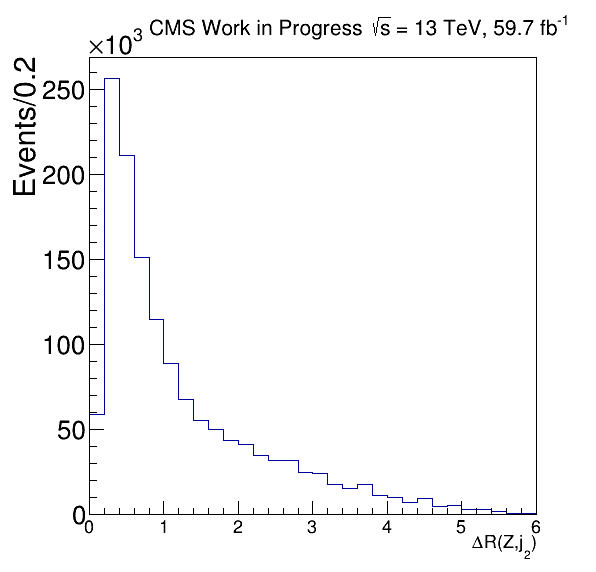 ×10³ CMS Work in Progress √s = 13 TeV, 59.7 fb⁻¹
Events/0.2
250
200
150
100
50
0
0 1 2 3 4 5 6
ΔR(Z,j₂)